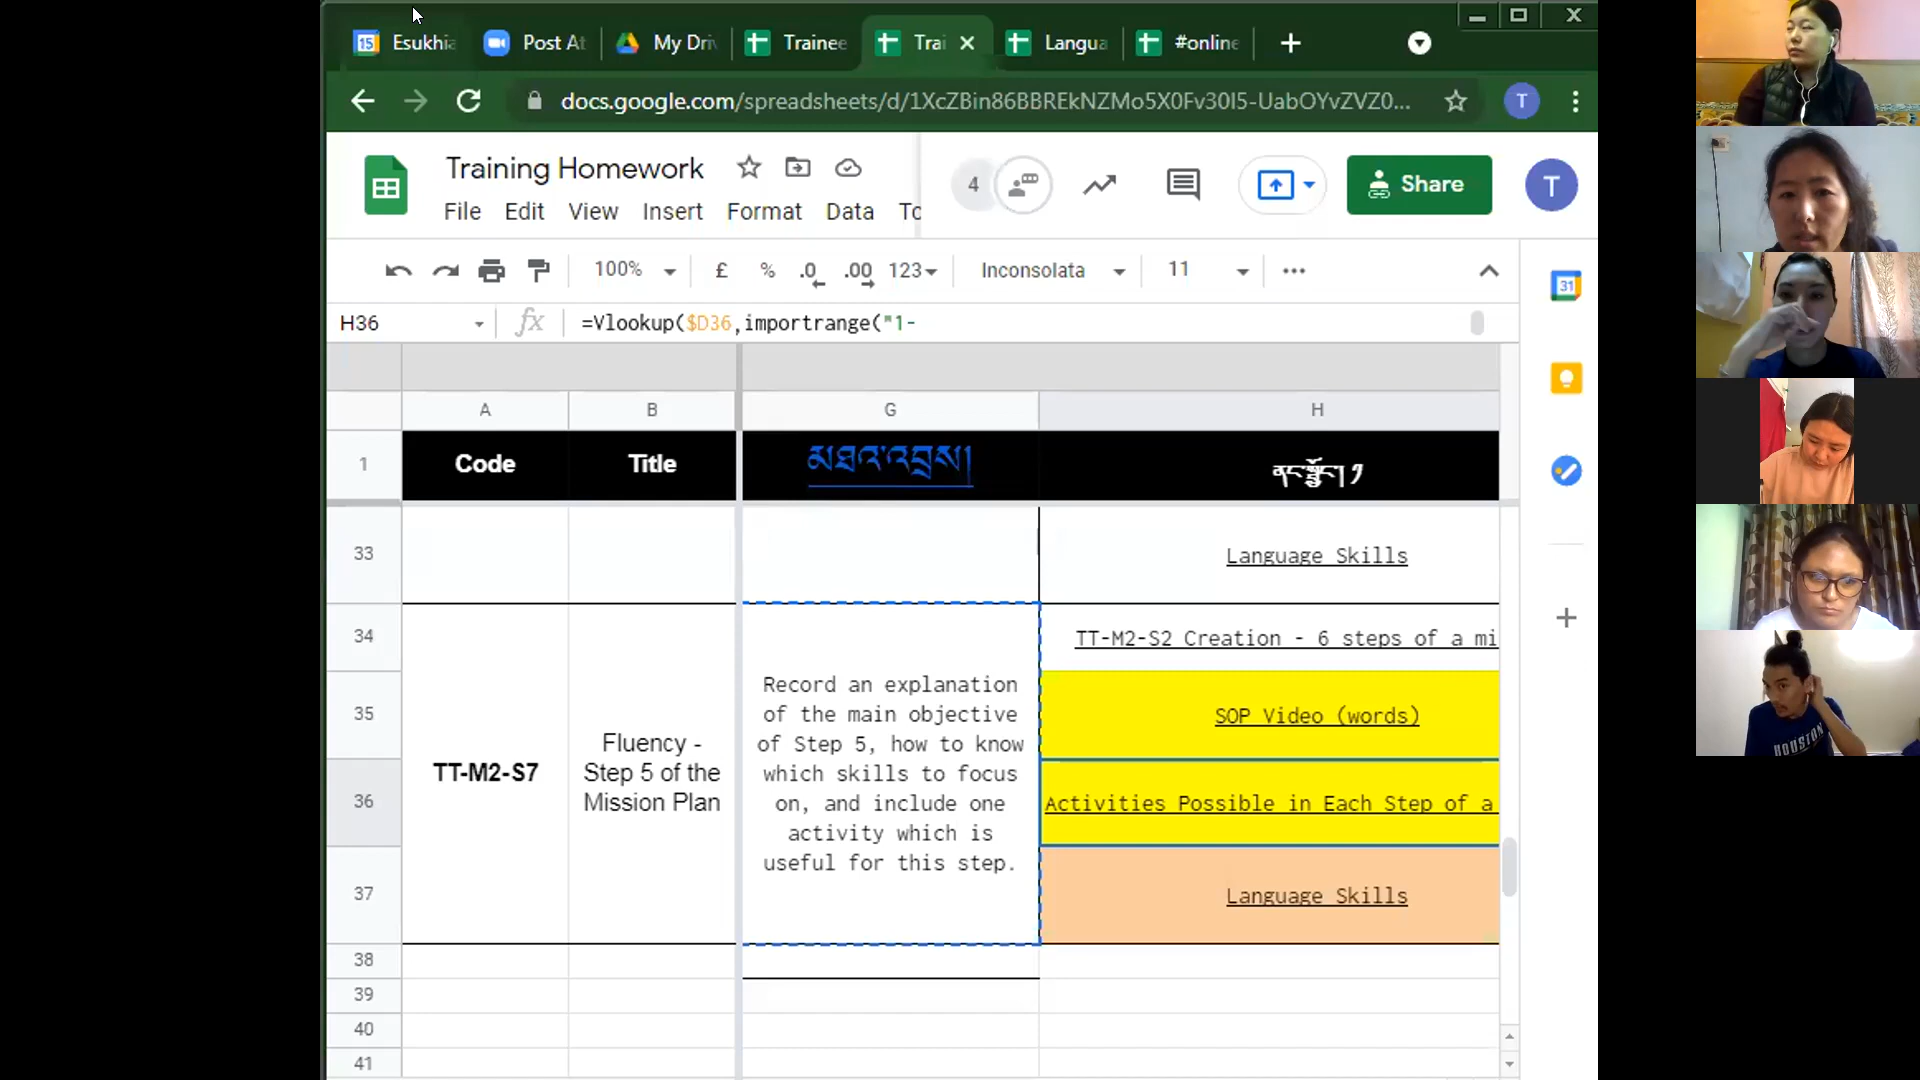 15 Esukhia
Post At
My Driv
Trainee
Trai
Langua
#online
docs.google.com/spreadsheets/d/1XcZBin86BBREkNZMo5X0Fv30I5-UabOYvZVZ0...
T
Training Homework
4
Share
T
File Edit View Insert Format Data To
100% £ % .0 .00 123 Inconsolata 11
31
H36 fx =Vlookup($D36,importrange("1-
A B G H
1 Code Title མཐའ་འབྲས། ནང་སྦྱོང་། ༡
33 Language Skills
34 TT-M2-S2 Creation - 6 steps of a mi
35 SOP Video (words)
36 Activities Possible in Each Step of a
37 Language Skills
TT-M2-S7
Fluency -
Step 5 of the
Mission Plan
Record an explanation
of the main objective
of Step 5, how to know
which skills to focus
on, and include one
activity which is
useful for this step.
38
39
40
41
HOUSTON